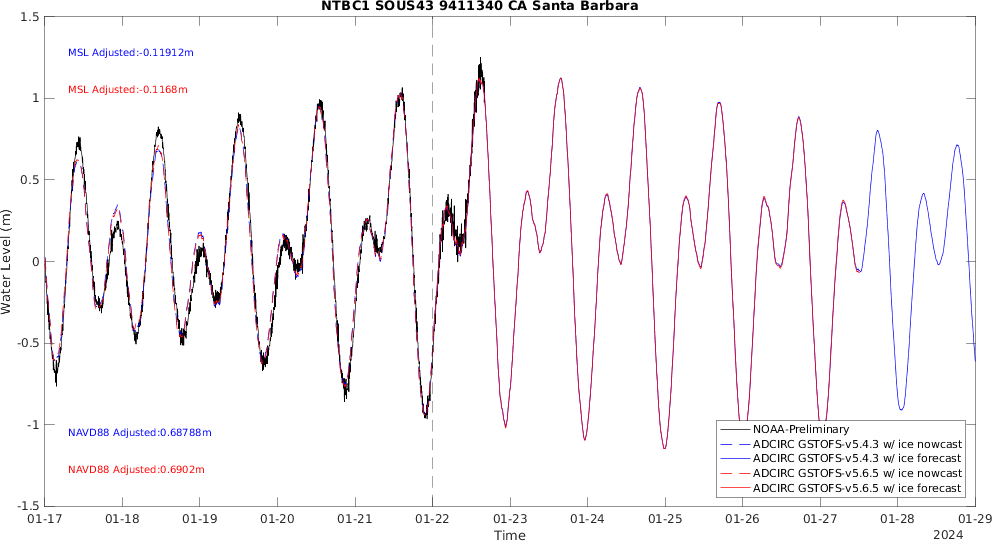 NTBC1 SOUS43 9411340 CA Santa Barbara
1.5
1
0.5
0
-0.5
-1
-1.5
Water Level (m)
MSL Adjusted:-0.11912m
MSL Adjusted:-0.1168m
NAVD88 Adjusted:0.68788m
NAVD88 Adjusted:0.6902m
NOAA-Preliminary
ADCIRC GSTOFS-v5.4.3 w/ ice nowcast
ADCIRC GSTOFS-v5.4.3 w/ ice forecast
ADCIRC GSTOFS-v5.6.5 w/ ice nowcast
ADCIRC GSTOFS-v5.6.5 w/ ice forecast
01-17 01-18 01-19 01-20 01-21 01-22 01-23 01-24 01-25 01-26 01-27 01-28 01-29
Time
2024